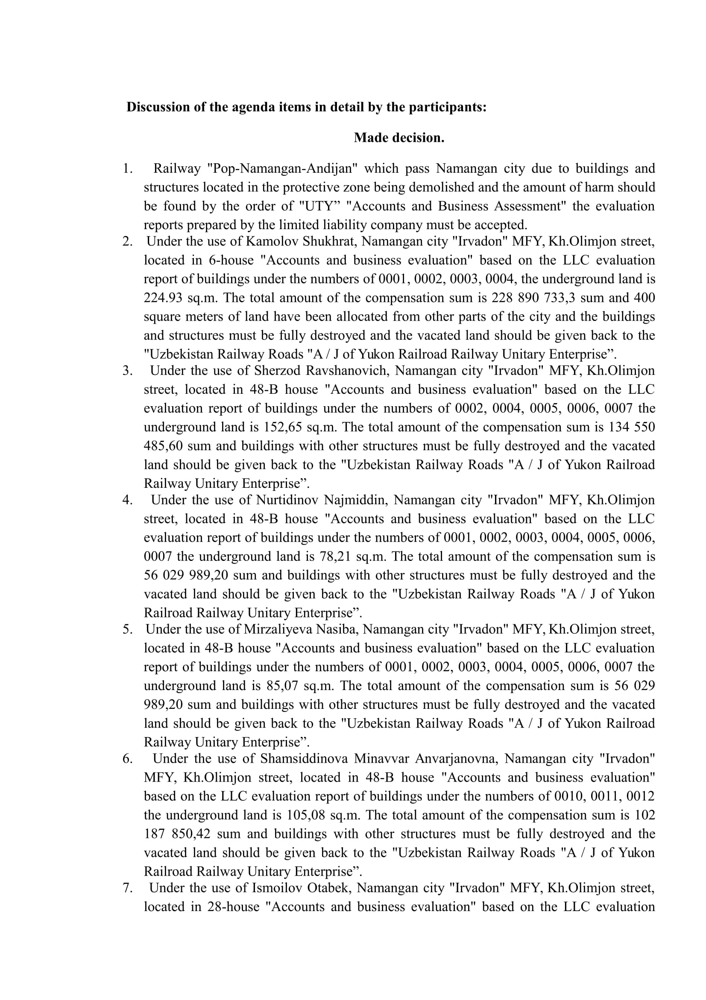 Discussion of the agenda items in detail by the participants:
Made decision.
1. Railway "Pop-Namangan-Andijan" which pass Namangan city due to buildings and
structures located in the protective zone being demolished and the amount of harm should
be found by the order of "UTY” "Accounts and Business Assessment" the evaluation
reports prepared by the limited liability company must be accepted.
2. Under the use of Kamolov Shukhrat, Namangan city "Irvadon" MFY, Kh.Olimjon street,
located in 6-house "Accounts and business evaluation" based on the LLC evaluation
report of buildings under the numbers of 0001, 0002, 0003, 0004, the underground land is
224.93 sq.m. The total amount of the compensation sum is 228 890 733,3 sum and 400
square meters of land have been allocated from other parts of the city and the buildings
and structures must be fully destroyed and the vacated land should be given back to the
"Uzbekistan Railway Roads "A / J of Yukon Railroad Railway Unitary Enterprise”.
3. Under the use of Sherzod Ravshanovich, Namangan city "Irvadon" MFY, Kh.Olimjon
street, located in 48-B house "Accounts and business evaluation" based on the LLC
evaluation report of buildings under the numbers of 0002, 0004, 0005, 0006, 0007 the
underground land is 152,65 sq.m. The total amount of the compensation sum is 134 550
485,60 sum and buildings with other structures must be fully destroyed and the vacated
land should be given back to the "Uzbekistan Railway Roads "A / J of Yukon Railroad
Railway Unitary Enterprise”.
4. Under the use of Nurtidinov Najmiddin, Namangan city "Irvadon" MFY, Kh.Olimjon
street, located in 48-B house "Accounts and business evaluation" based on the LLC
evaluation report of buildings under the numbers of 0001, 0002, 0003, 0004, 0005, 0006,
0007 the underground land is 78,21 sq.m. The total amount of the compensation sum is
56 029 989,20 sum and buildings with other structures must be fully destroyed and the
vacated land should be given back to the "Uzbekistan Railway Roads "A / J of Yukon
Railroad Railway Unitary Enterprise”.
5. Under the use of Mirzaliyeva Nasiba, Namangan city "Irvadon" MFY, Kh.Olimjon street,
located in 48-B house "Accounts and business evaluation" based on the LLC evaluation
report of buildings under the numbers of 0001, 0002, 0003, 0004, 0005, 0006, 0007 the
underground land is 85,07 sq.m. The total amount of the compensation sum is 56 029
989,20 sum and buildings with other structures must be fully destroyed and the vacated
land should be given back to the "Uzbekistan Railway Roads "A / J of Yukon Railroad
Railway Unitary Enterprise”.
6. Under the use of Shamsiddinova Minavvar Anvarjanovna, Namangan city "Irvadon"
MFY, Kh.Olimjon street, located in 48-B house "Accounts and business evaluation"
based on the LLC evaluation report of buildings under the numbers of 0010, 0011, 0012
the underground land is 105,08 sq.m. The total amount of the compensation sum is 102
187 850,42 sum and buildings with other structures must be fully destroyed and the
vacated land should be given back to the "Uzbekistan Railway Roads "A / J of Yukon
Railroad Railway Unitary Enterprise”.
7. Under the use of Ismoilov Otabek, Namangan city "Irvadon" MFY, Kh.Olimjon street,
located in 28-house "Accounts and business evaluation" based on the LLC evaluation